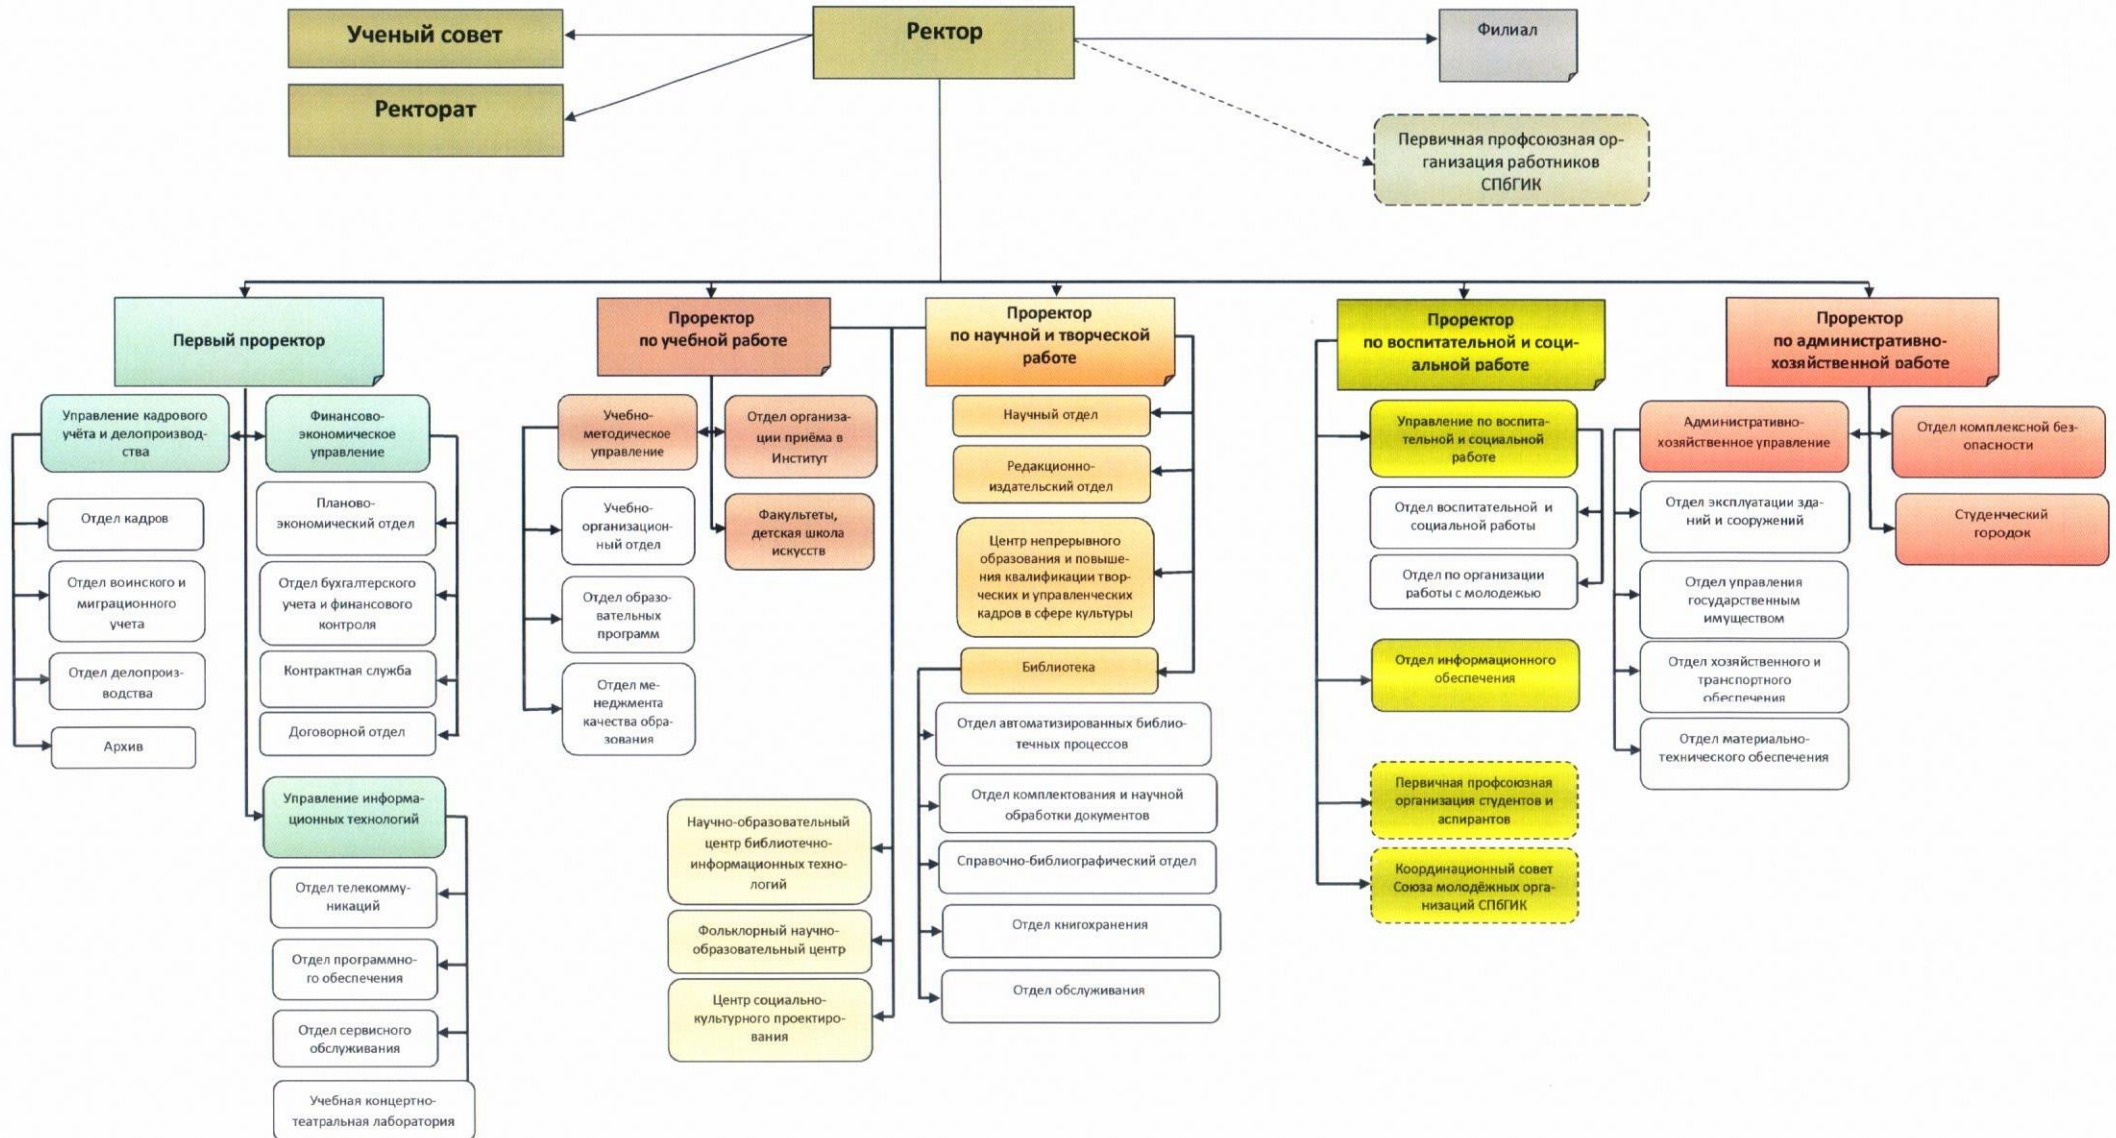 Ученый совет
Ректор
Филиал
Ректорат
Первичная профсоюзная ор-
ганизация работников
СПбГИК
Первый проректор
Проректор
по учебной работе
Проректор
по научной и творческой
работе
Проректор
по воспитательной и соци-
альной работе
Проректор
по административно-
хозяйственной работе
Управление кадрового
учёта и делопроизвод-
ства
Отдел кадров
Отдел воинского и
миграционного
учета
Отдел делопроиз-
водства
Архив
Финансово-
экономическое
управление
Планово-
экономический отдел
Отдел бухгалтерского
учета и финансового
контроля
Контрактная служба
Договорной отдел
Управление информа-
ционных технологий
Отдел телекомму-
никаций
Отдел программно-
го обеспечения
Отдел сервисного
обслуживания
Учебная концертно-
театральная лаборатория
Учебно-
методическое
управление
Учебно-
организацион-
ный отдел
Отдел образо-
вательных
программ
Отдел ме-
неджмента
качества обра-
зования
Отдел организа-
ции приёма в
Институт
Факультеты,
детская школа
искусств
Научно-образовательный
центр библиотечно-
информационных техно-
логий
Фольклорный научно-
образовательный центр
Центр социально-
культурного проектиро-
вания
Научный отдел
Редакционно-
издательский отдел
Центр непрерывного
образования и повыше-
ния квалификации твор-
ческих и управленческих
кадров в сфере культуры
Библиотека
Отдел автоматизированных библио-
течных процессов
Отдел комплектования и научной
обработки документов
Справочно-библиографический отдел
Отдел книгохранения
Отдел обслуживания
Управление по воспита-
тельной и социальной
работе
Отдел воспитательной и
социальной работы
Отдел по организации
работы с молодежью
Отдел информационного
обеспечения
Первичная профсоюзная
организация студентов и
аспирантов
Координационный совет
Союза молодёжных орга-
низаций СПбГИК
Административно-
хозяйственное управление
Отдел эксплуатации зда-
ний и сооружений
Отдел управления
государственным
имуществом
Отдел хозяйственного и
транспортного
обеспечения
Отдел материально-
технического обеспечения
Отдел комплексной без-
опасности
Студенческий
городок